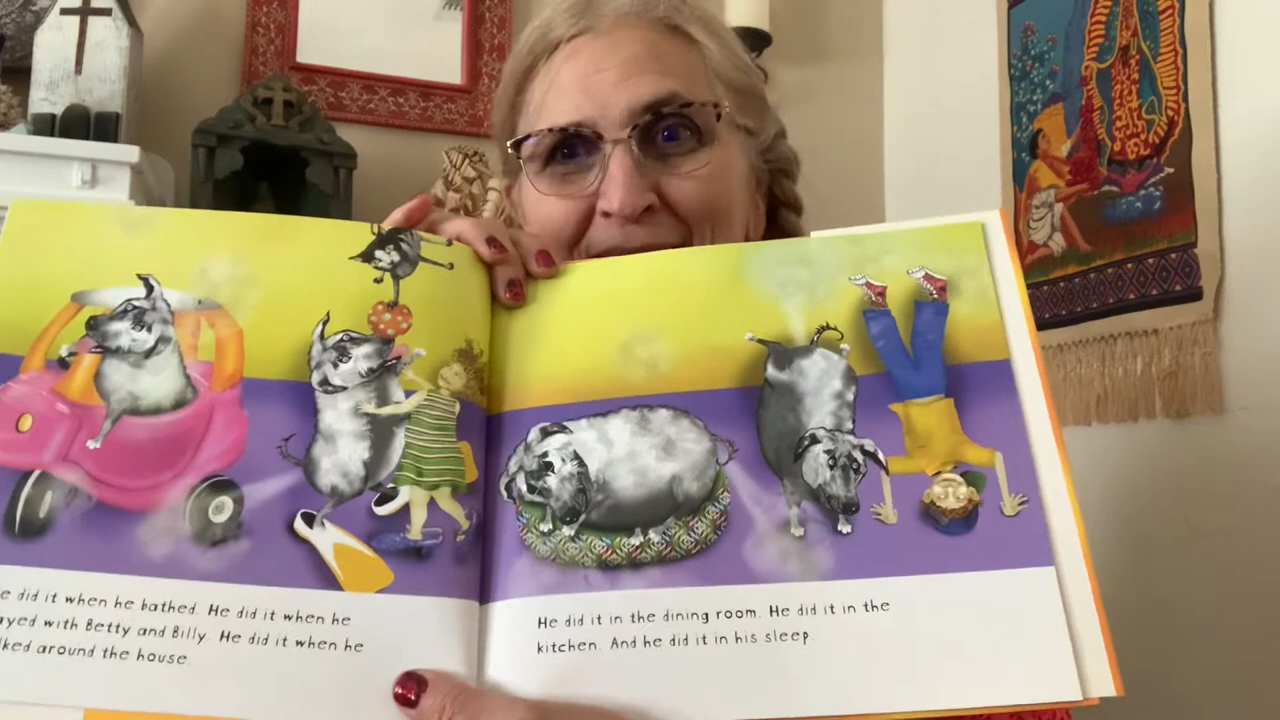 e did it when he bathed. He did it when he
ayed with Betty and Billy. He did it when he
lked around the house.
He did it in the dining room. He did it in the
kitchen. And he did it in his sleep.